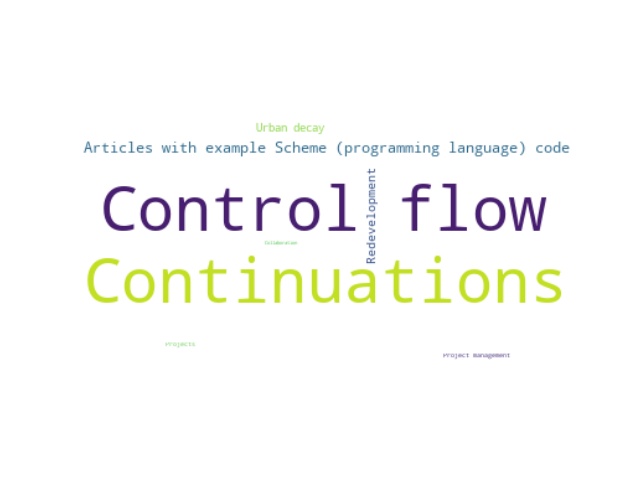 Urban decay
Articles with example Scheme (programming language) code
Redevelopment
Control flow
Collaboration
Continuations
Projects
Project management